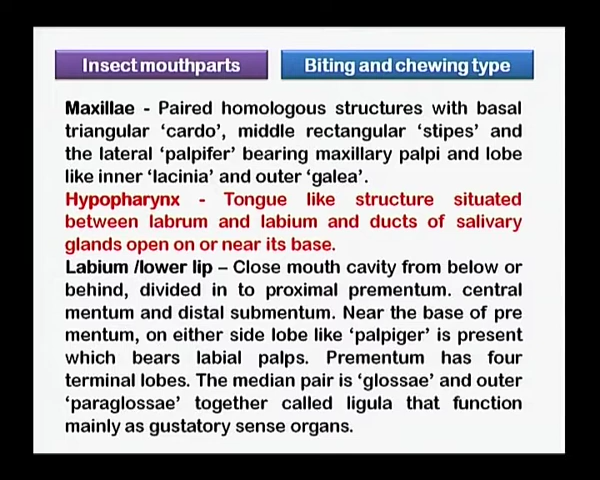 Insect mouthparts
Biting and chewing type
Maxillae - Paired homologous structures with basal
triangular ‘cardo’, middle rectangular ‘stipes’ and
the lateral ‘palpifer’ bearing maxillary palpi and lobe
like inner ‘lacinia’ and outer ‘galea’.
Hypopharynx - Tongue like structure situated
between labrum and labium and ducts of salivary
glands open on or near its base.
Labium /lower lip – Close mouth cavity from below or
behind, divided in to proximal prementum. central
mentum and distal submentum. Near the base of pre
mentum, on either side lobe like ‘palpiger’ is present
which bears labial palps. Prementum has four
terminal lobes. The median pair is ‘glossae’ and outer
‘paraglossae’ together called ligula that function
mainly as gustatory sense organs.